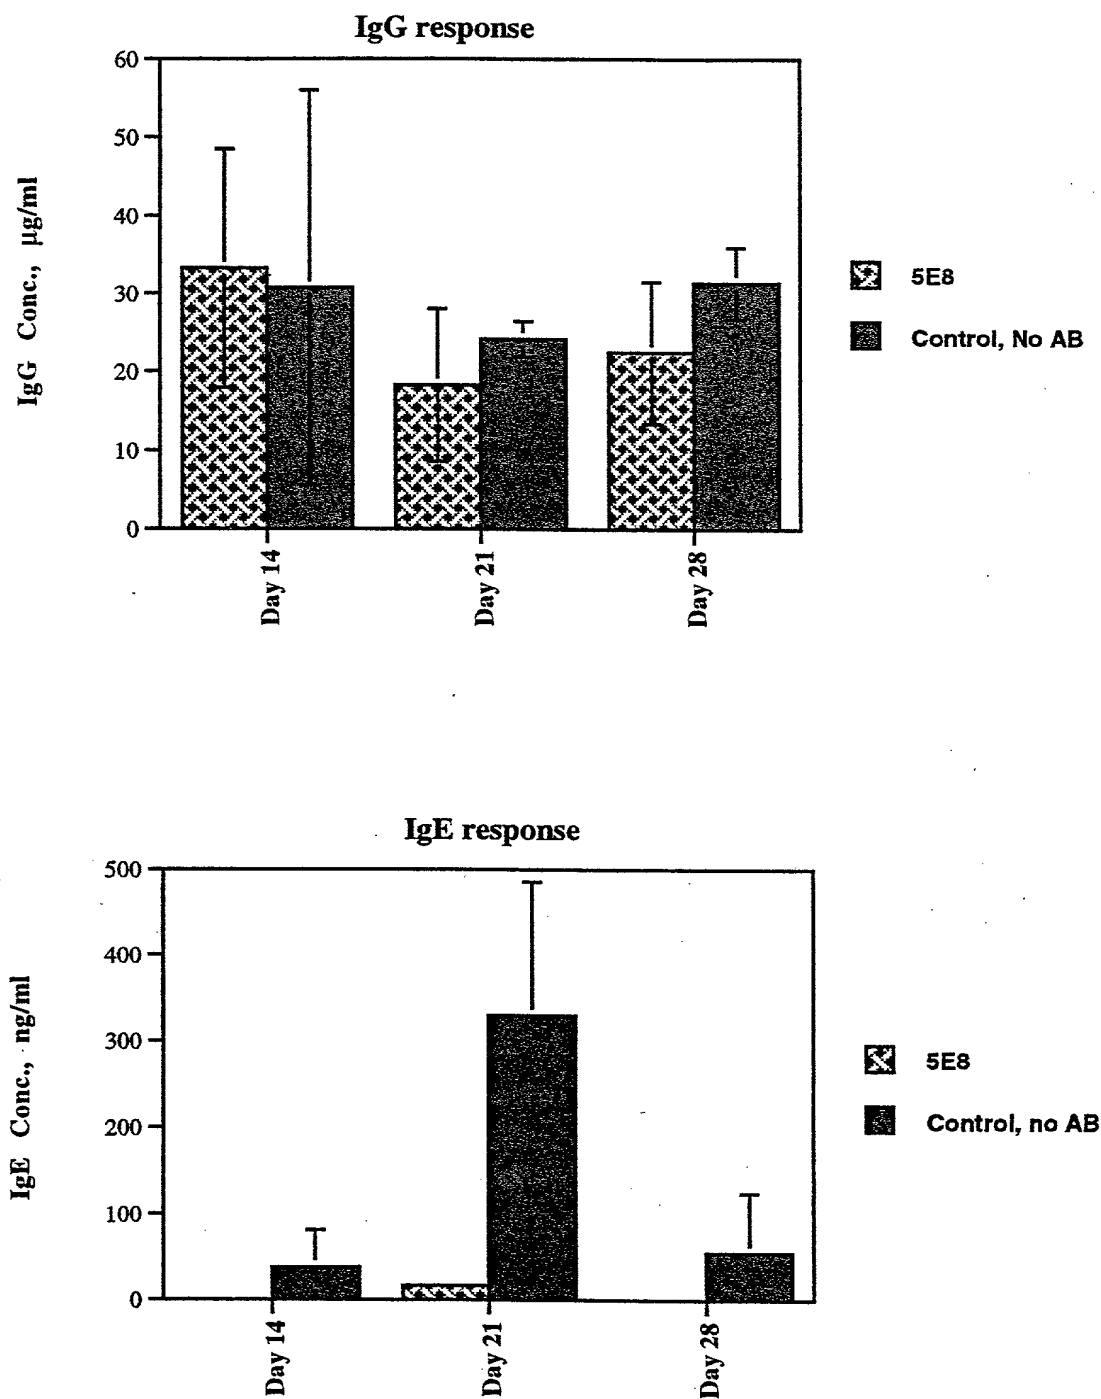 IgG response
60
50
40
30
20
10
0
IgG Conc., µg/ml
Day 14
Day 21
Day 28
5E8
Control, No AB
IgE response
500
400
300
200
100
0
IgE Conc., ng/ml
Day 14
Day 21
Day 28
5E8
Control, no AB